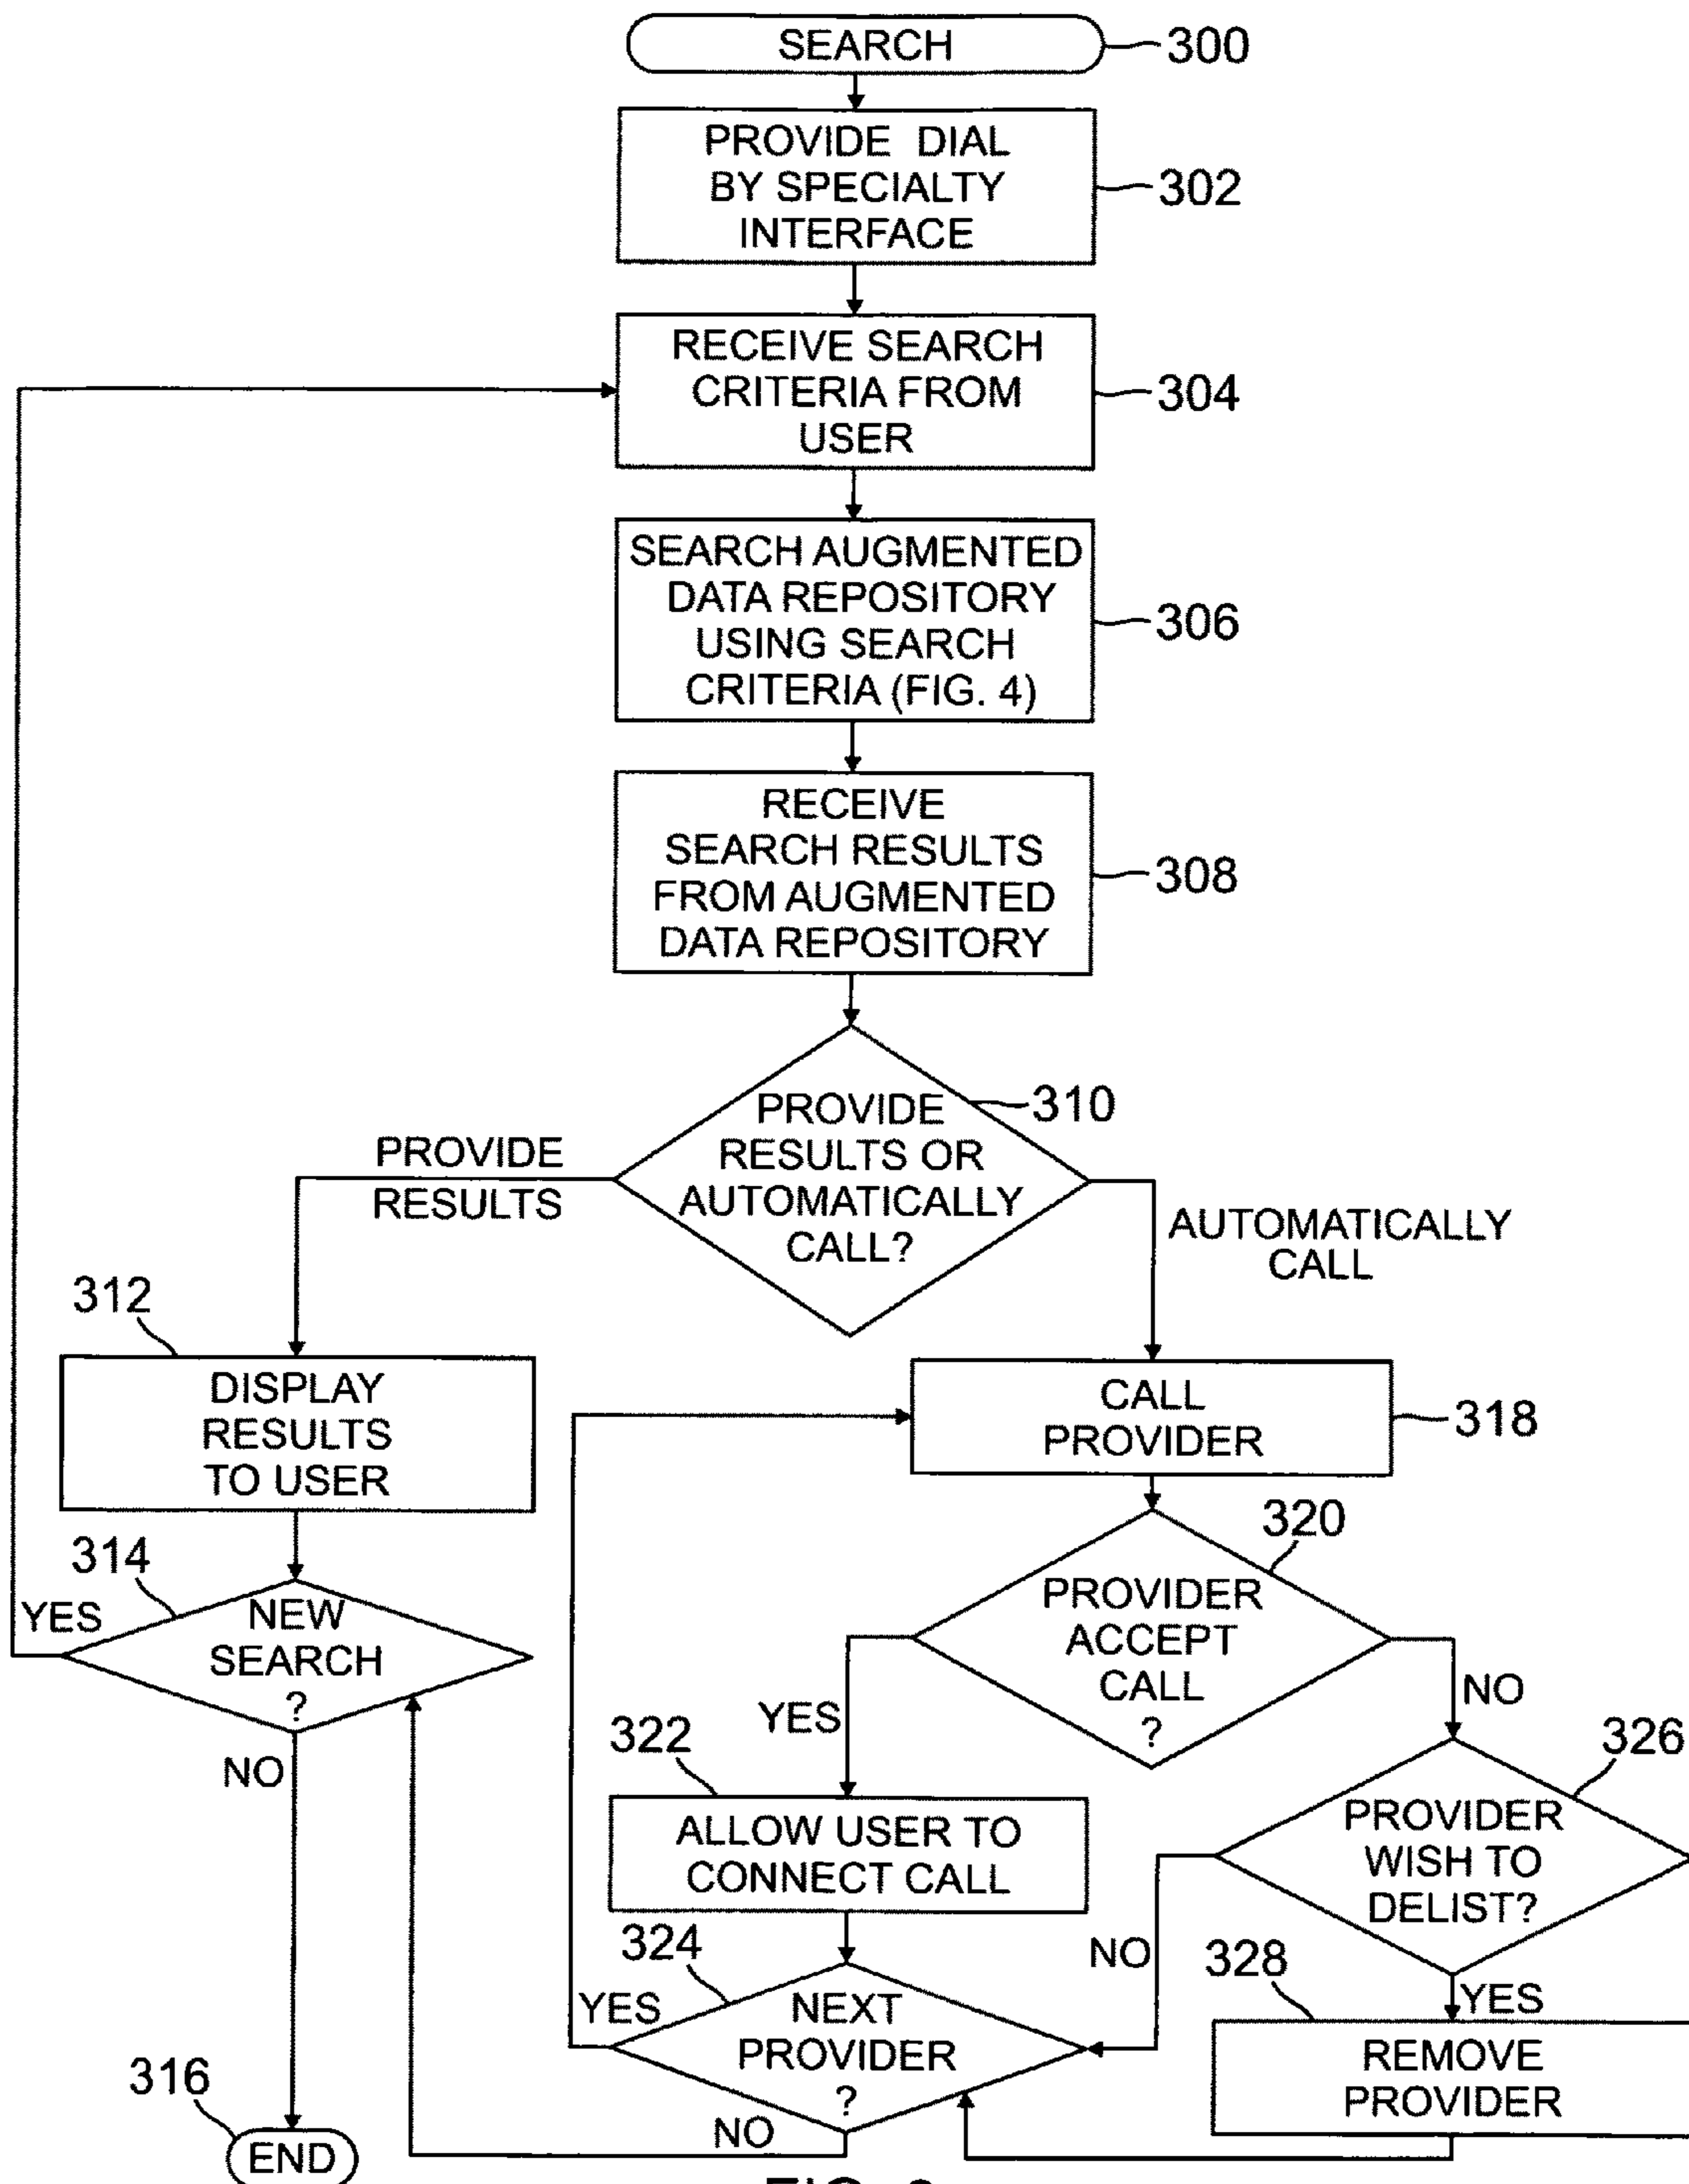 SEARCH
300
PROVIDE DIAL
BY SPECIALTY
INTERFACE
302
RECEIVE SEARCH
CRITERIA FROM
USER
304
SEARCH AUGMENTED
DATA REPOSITORY
USING SEARCH
CRITERIA (FIG. 4)
306
RECEIVE
SEARCH RESULTS
FROM AUGMENTED
DATA REPOSITORY
308
PROVIDE
RESULTS OR
AUTOMATICALLY
CALL?
310
PROVIDE
RESULTS
AUTOMATICALLY
CALL
312
DISPLAY
RESULTS
TO USER
CALL
PROVIDER
318
314
NEW
SEARCH
?
YES
NO
320
PROVIDER
ACCEPT
CALL
?
YES
NO
322
ALLOW USER TO
CONNECT CALL
326
PROVIDER
WISH TO
DELIST?
NO
YES
324
NEXT
PROVIDER
?
YES
NO
328
REMOVE
PROVIDER
316
END